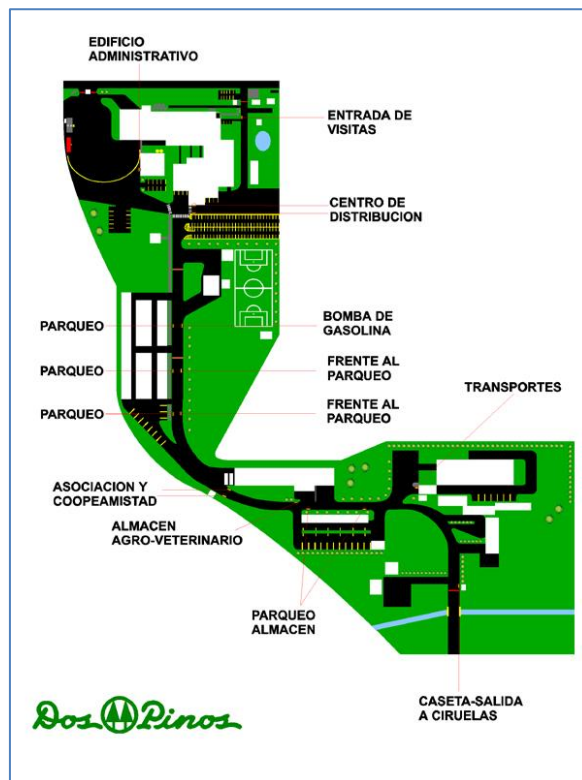 EDIFICIO
ADMINISTRATIVO
ENTRADA DE
VISITAS
CENTRO DE
DISTRIBUCION
PARQUEO
BOMBA DE
GASOLINA
PARQUEO
FRENTE AL
PARQUEO
PARQUEO
FRENTE AL
PARQUEO
TRANSPORTES
ASOCIACION Y
COOPEAMISTAD
ALMACEN
AGRO-VETERINARIO
PARQUEO
ALMACEN
CASETA-SALIDA
A CIRUELAS
Dos Pinos